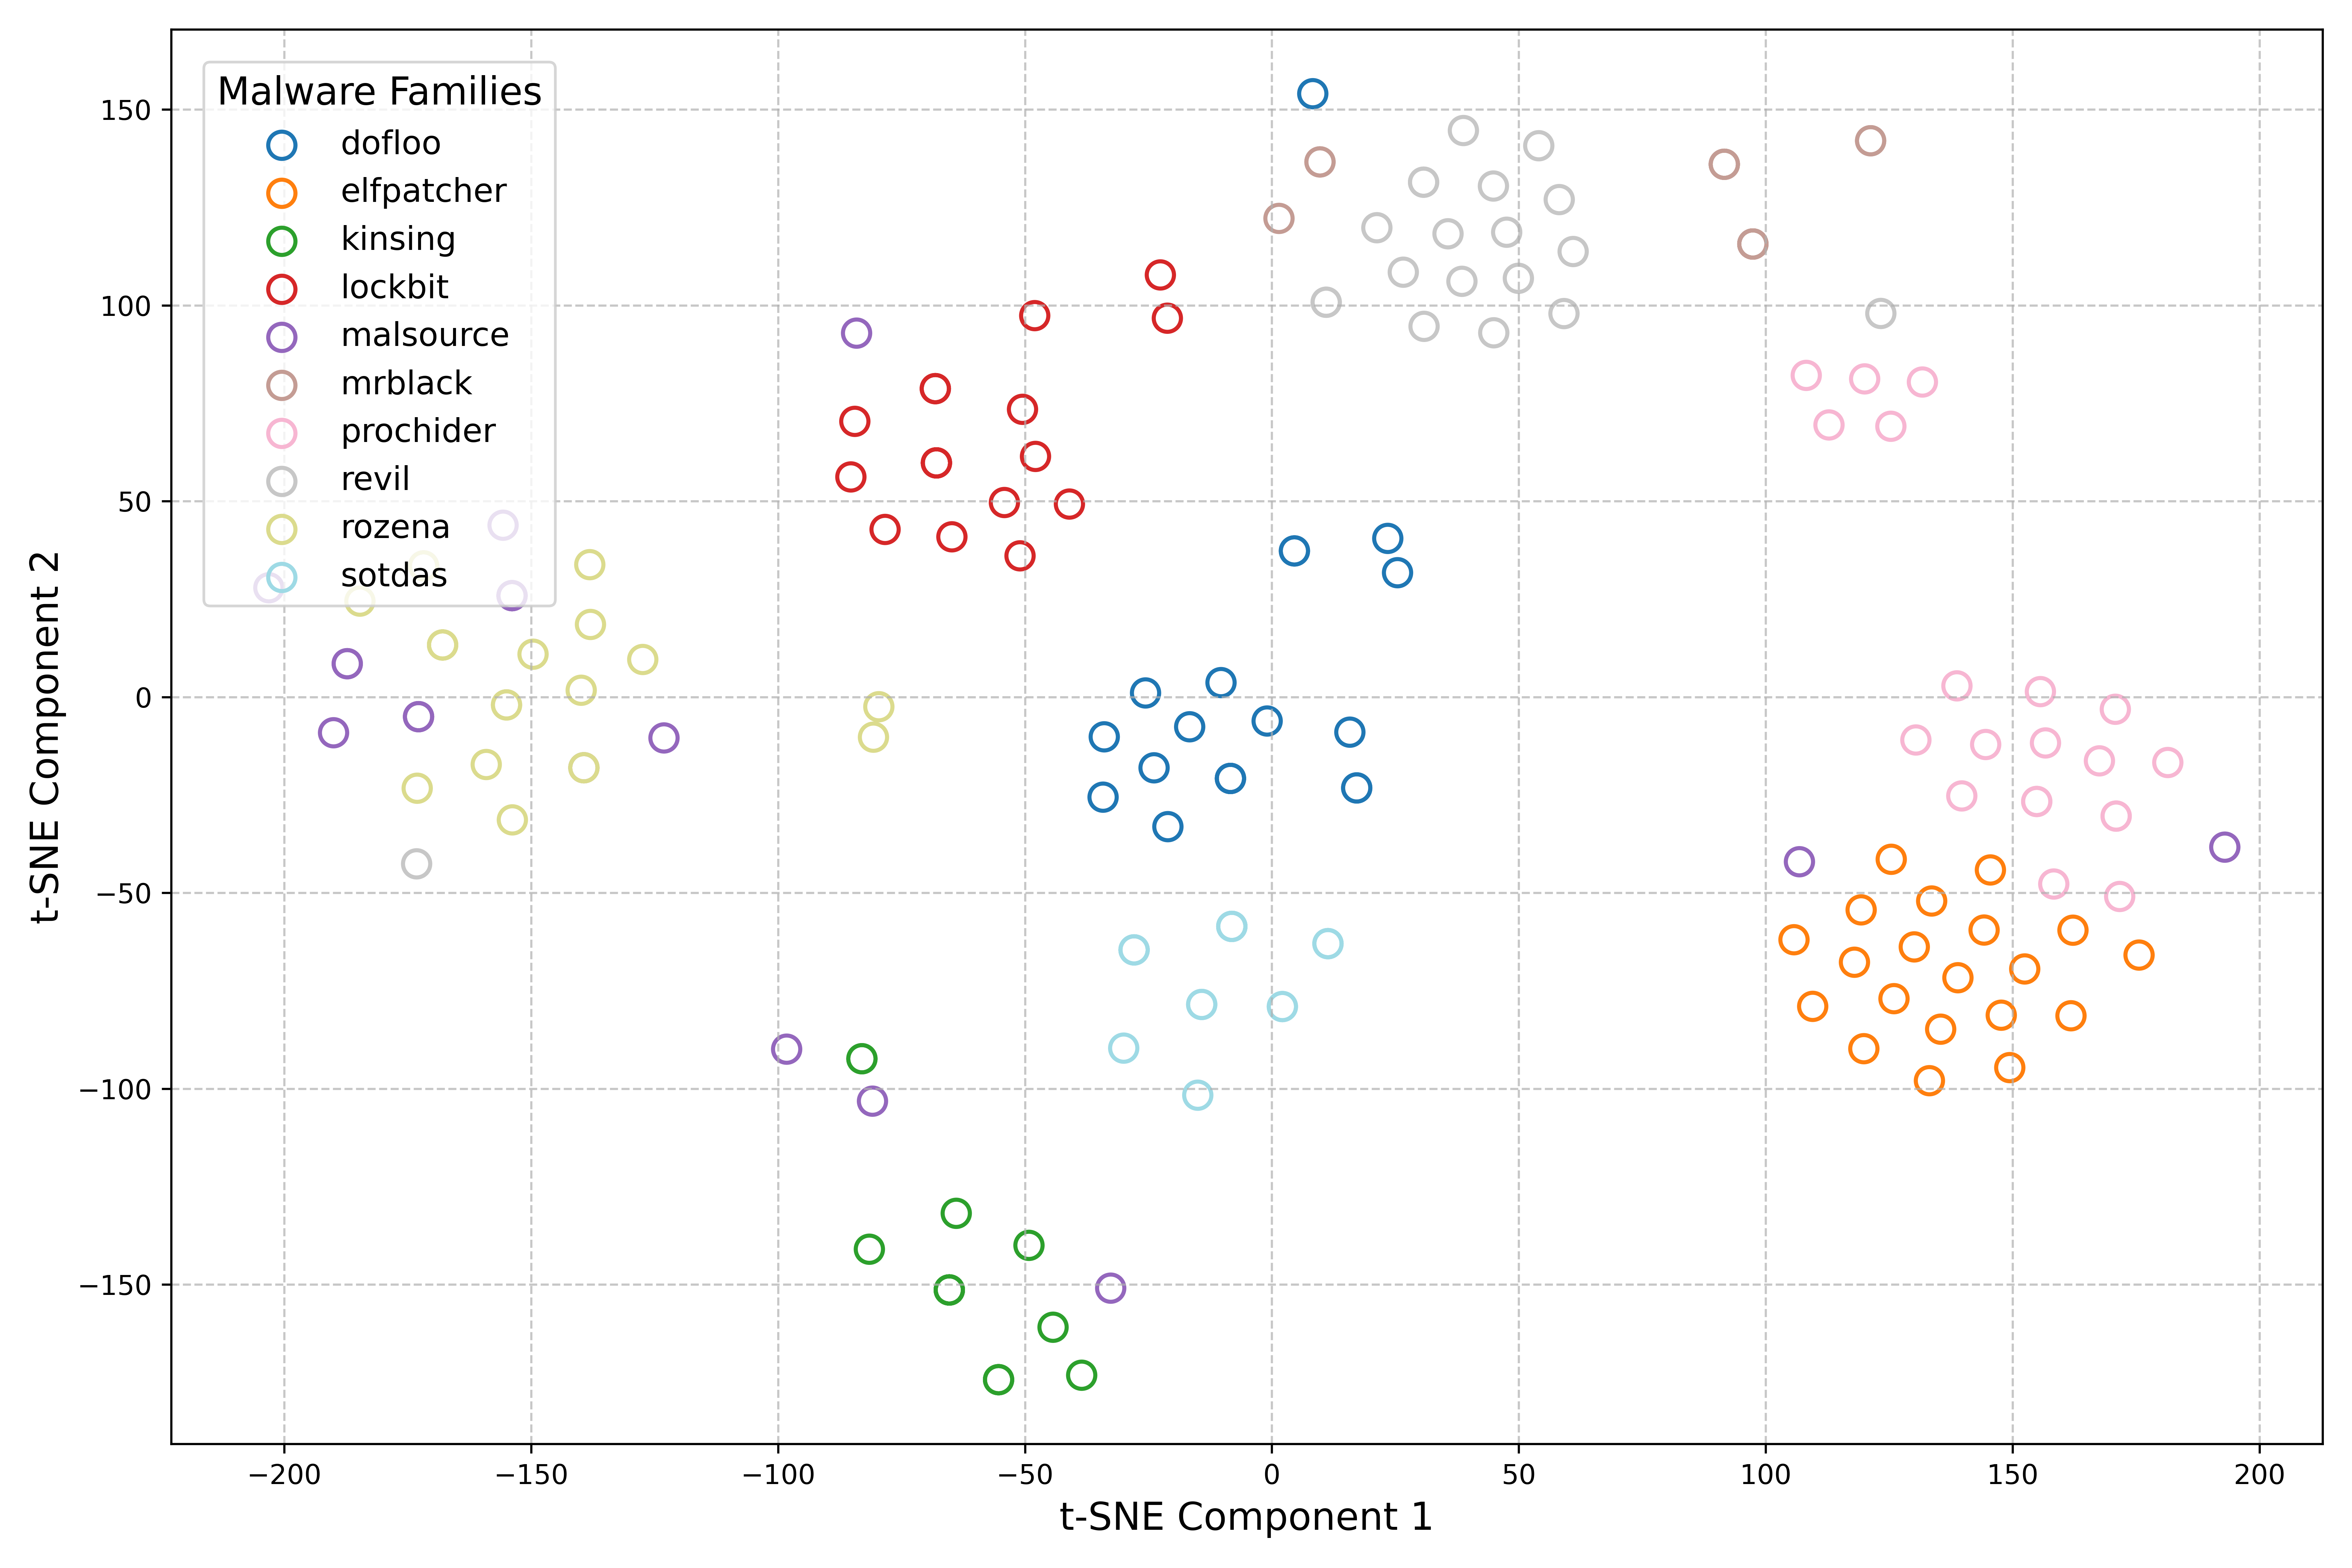 Malware Families
dofloo
elfpatcher
kinsing
lockbit
malsource
mrblack
prochider
revil
rozena
sotdas
150
100
50
0
−50
−100
−150
t-SNE Component 2
−200 −150 −100 −50 0 50 100 150 200
t-SNE Component 1